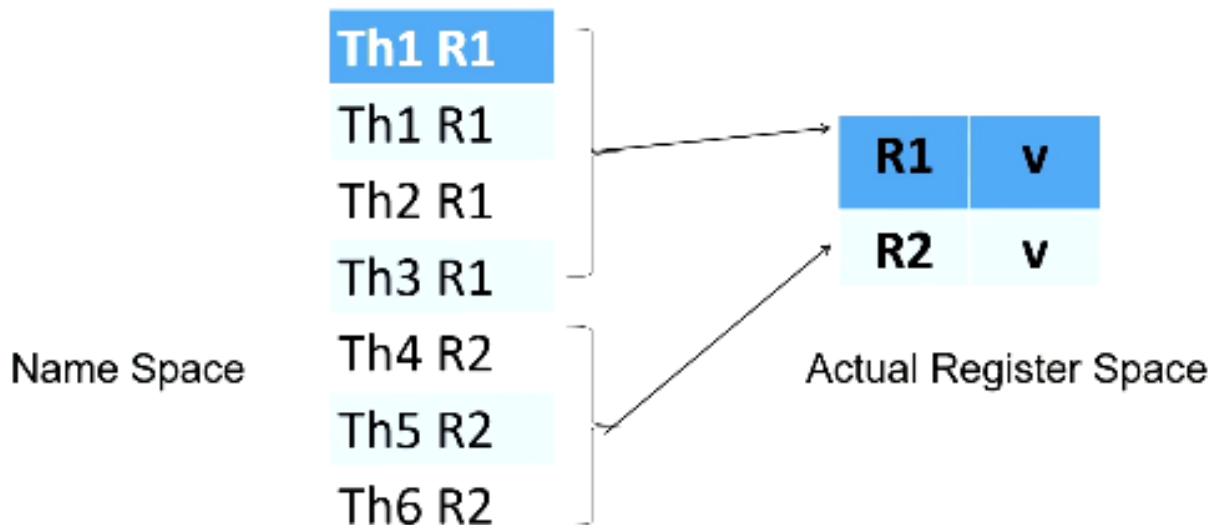 Th1 R1
Th1 R1
Th2 R1
Th3 R1
Th4 R2
Th5 R2
Th6 R2
Name Space
R1 v
R2 v
Actual Register Space